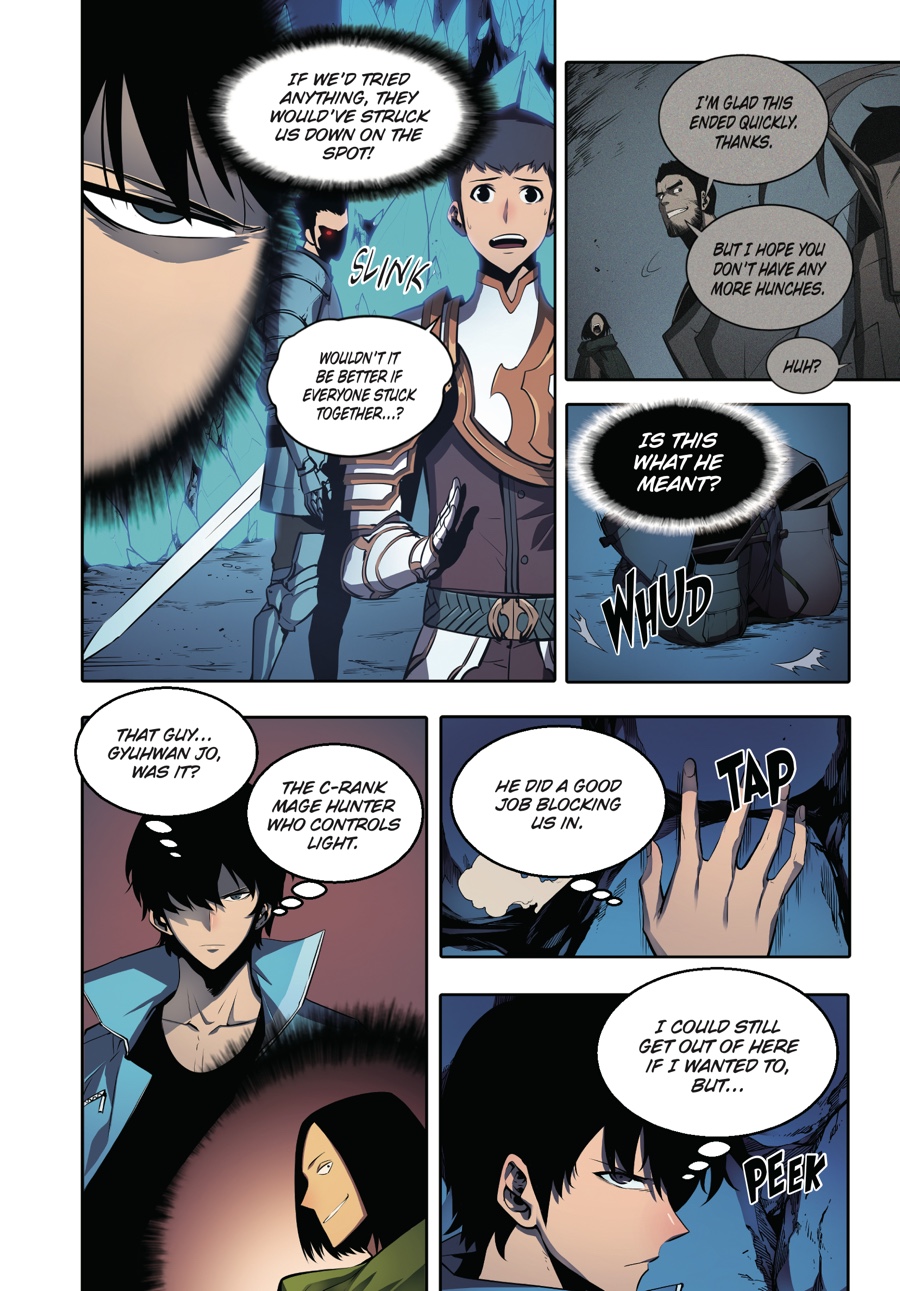 IF WE'D TRIED
ANYTHING, THEY
WOULD'VE STRUCK
US DOWN ON THE
SPOT!
SLINK
WOULDN'T IT
BE BETTER IF
EVERYONE STUCK
TOGETHER...?
I'M GLAD THIS
ENDED QUICKLY.
THANKS.
BUT I HOPE YOU
DON'T HAVE ANY
MORE HUNCHES.
HUH?
IS THIS
WHAT HE
MEANT?
WHUD
THAT GUY...
GYUHWAN JO,
WAS IT?
THE C-RANK
MAGE HUNTER
WHO CONTROLS
LIGHT.
HE DID A GOOD
JOB BLOCKING
US IN.
TAP
I COULD STILL
GET OUT OF HERE
IF I WANTED TO,
BUT...
PEEK